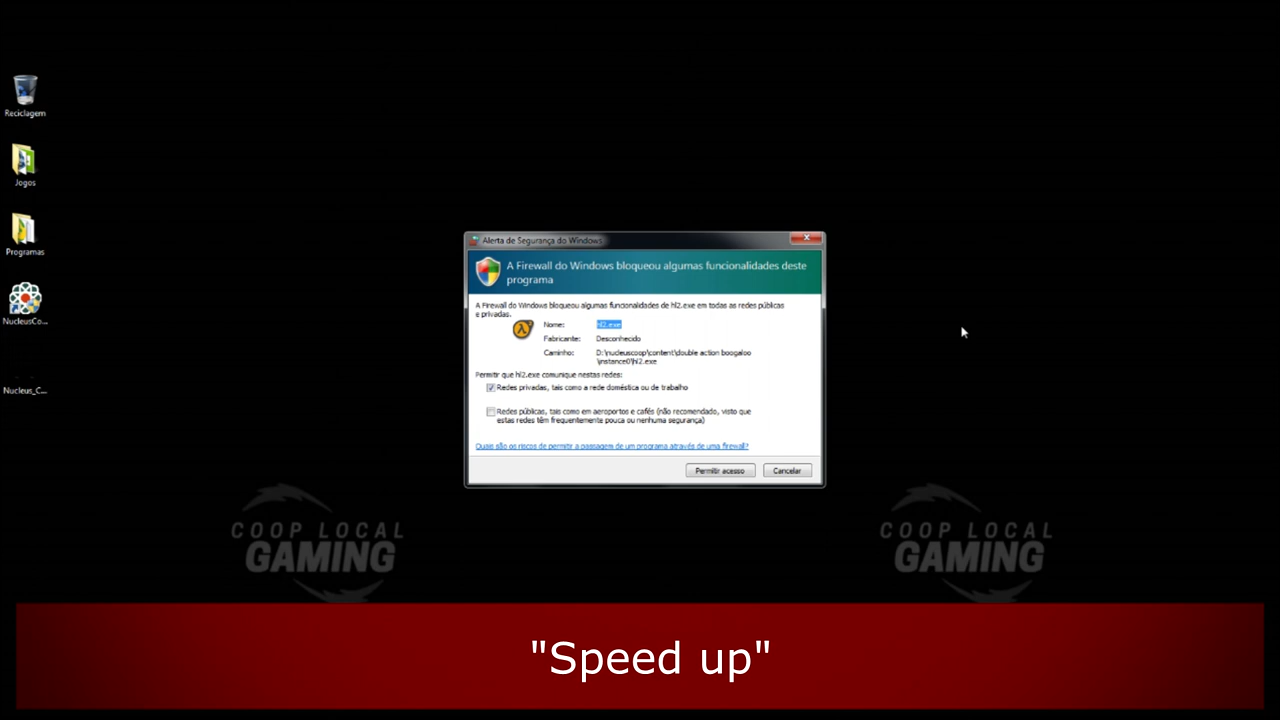 Reciclagem
Jogos
Programas
NucleusCo...
Nucleus_C...
Alerta de Segurança do Windows
A Firewall do Windows bloqueou algumas funcionalidades deste
programa
A Firewall do Windows bloqueou algumas funcionalidades de hl2.exe em todas as redes públicas
e privadas.
Nome: hl2.exe
Fabricante: Desconhecido
Caminho: D:\nucleuscoop\content\double action boogaloo
\instance0\hl2.exe
Permitir que hl2.exe comunique nestas redes:
Redes privadas, tais como a rede doméstica ou de trabalho
Redes públicas, tais como em aeroportos e cafés (não recomendado, visto que
estas redes têm frequentemente pouca ou nenhuma segurança)
Quais são os riscos de permitir a passagem de um programa através de uma firewall?
Permitir acesso Cancelar
COOP LOCAL
GAMING
COOP LOCAL
GAMING
"Speed up"